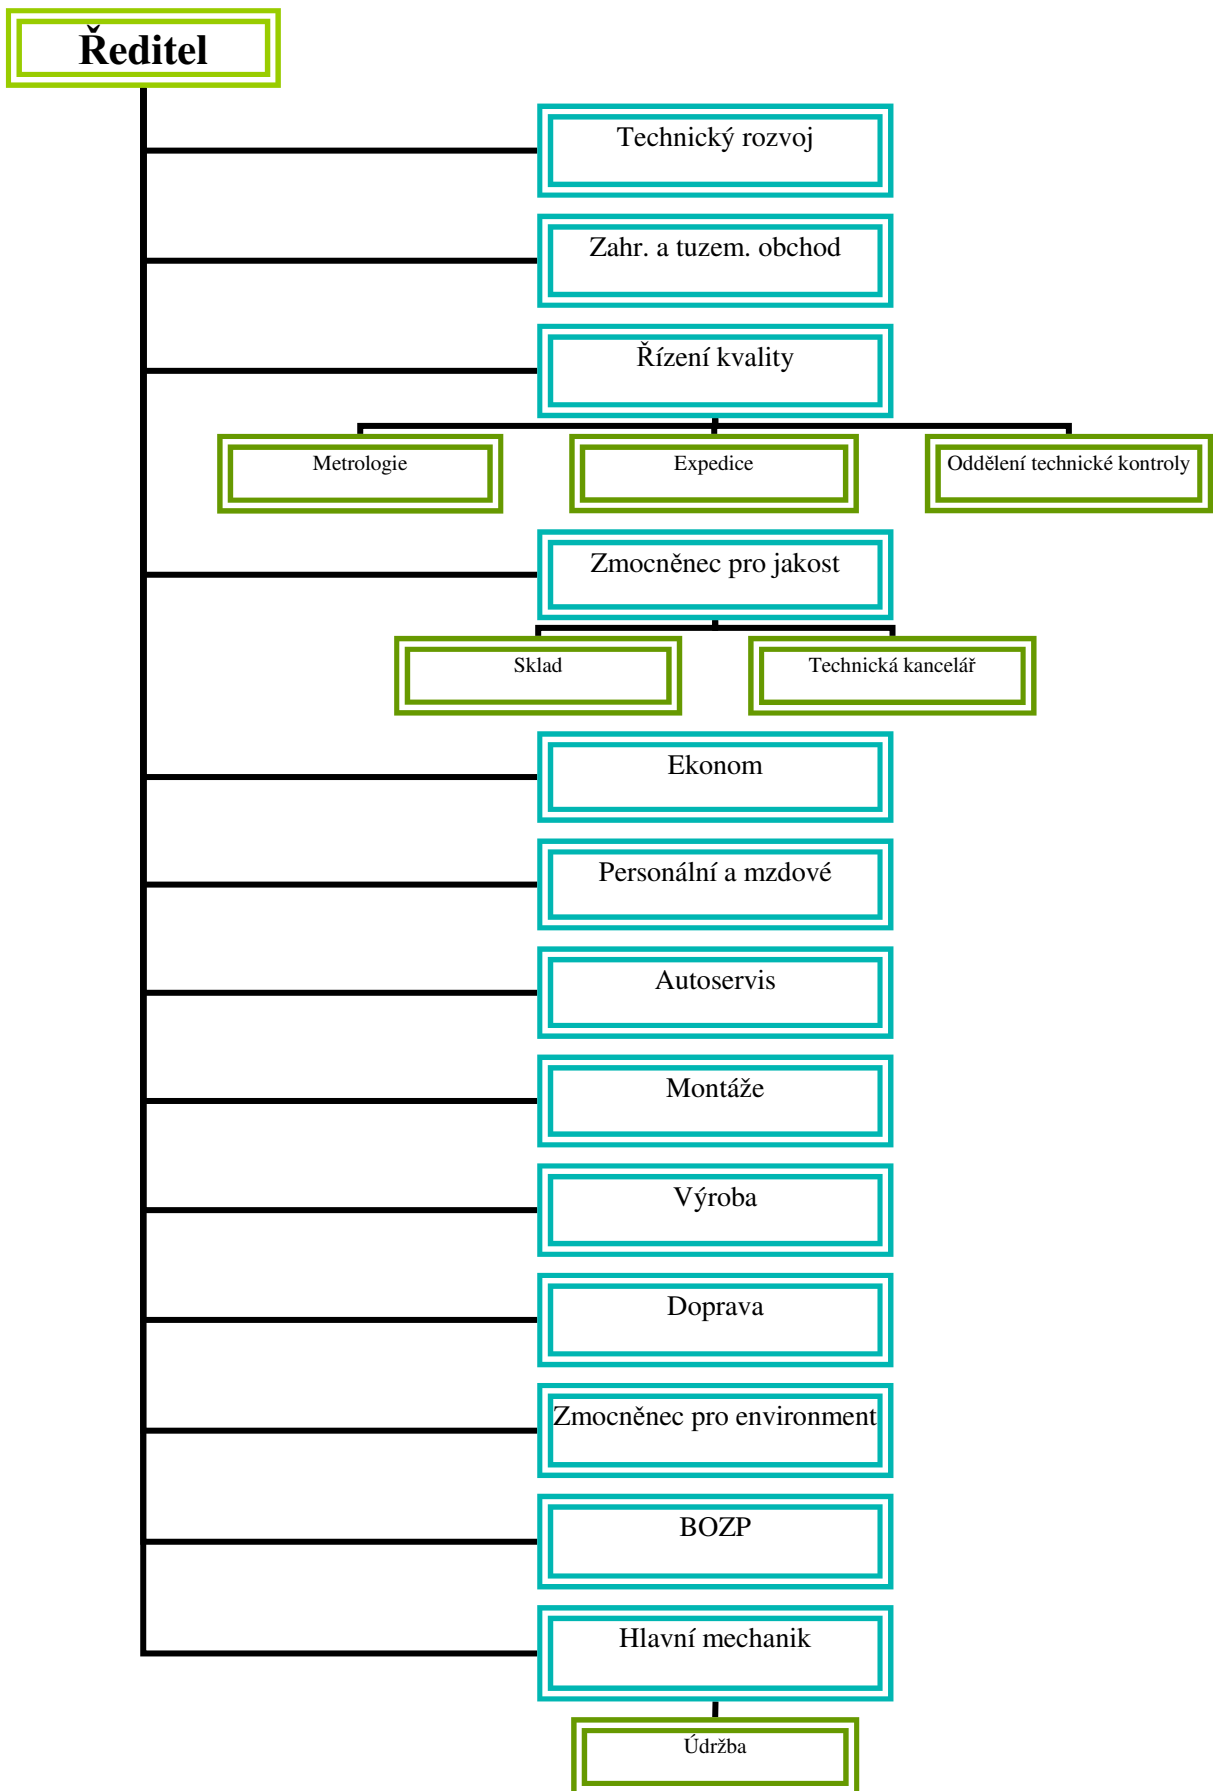 Ředitel
Technický rozvoj
Zahr. a tuzem. obchod
Řízení kvality
Metrologie
Expedice
Oddělení technické kontroly
Zmocněnec pro jakost
Sklad
Technická kancelář
Ekonom
Personální a mzdové
Autoservis
Montáže
Výroba
Doprava
Zmocněnec pro environment
BOZP
Hlavní mechanik
Údržba